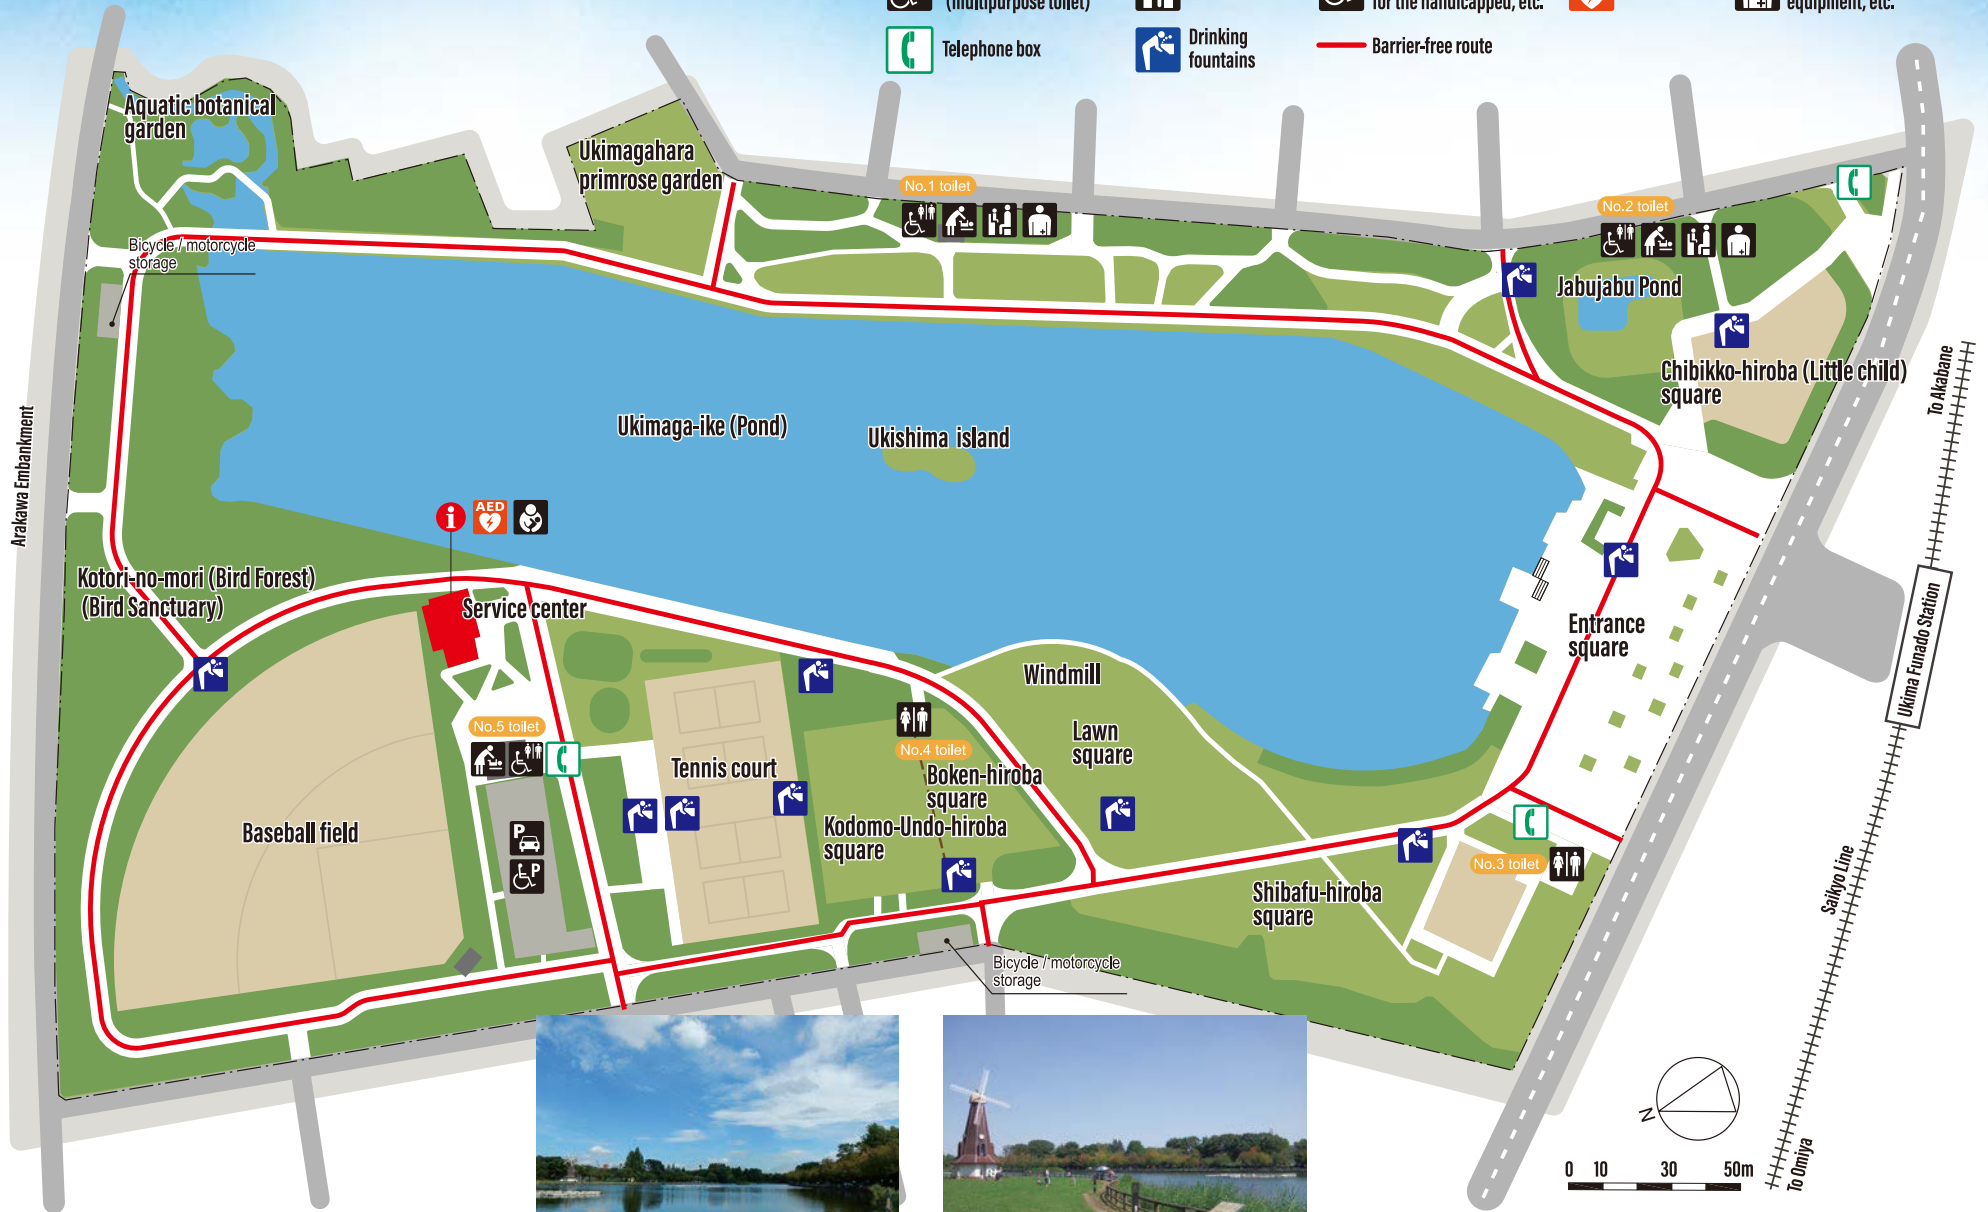 (multipurpose toilet)
for the handicapped, etc.
equipment, etc.
Telephone box
Drinking
fountains
Barrier-free route
Aquatic botanical
garden
Ukimagahara
primrose garden
No.1 toilet
No.2 toilet
Bicycle / motorcycle
storage
Jabujabu Pond
Chibikko-hiroba (Little child)
square
To Akabane
Arakawa Embankment
Ukimaga-ike (Pond)
Ukishima island
i
AED
Kotori-no-mori (Bird Forest)
(Bird Sanctuary)
Service center
Entrance
square
Ukima Funado Station
Windmill
Lawn
square
No.5 toilet
No.4 toilet
Tennis court
Boken-hiroba
square
Kodomo-Undo-hiroba
square
Baseball field
P
P
No.3 toilet
Shibafu-hiroba
square
Saikyo Line
Bicycle / motorcycle
storage
N
0 10 30 50m
To Omiya